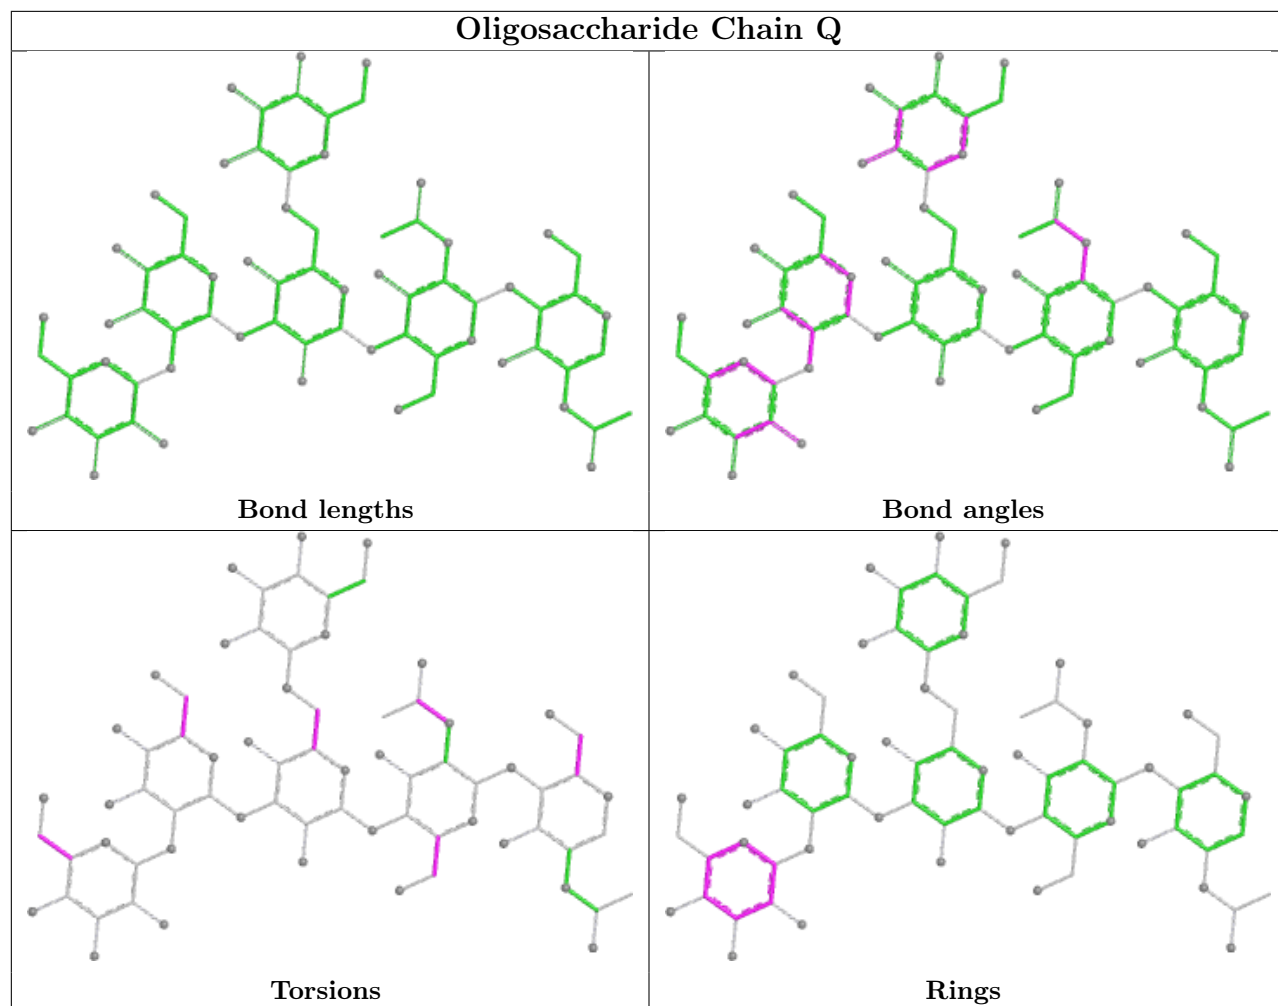 Oligosaccharide Chain Q
Bond lengths
Bond angles
Torsions
Rings